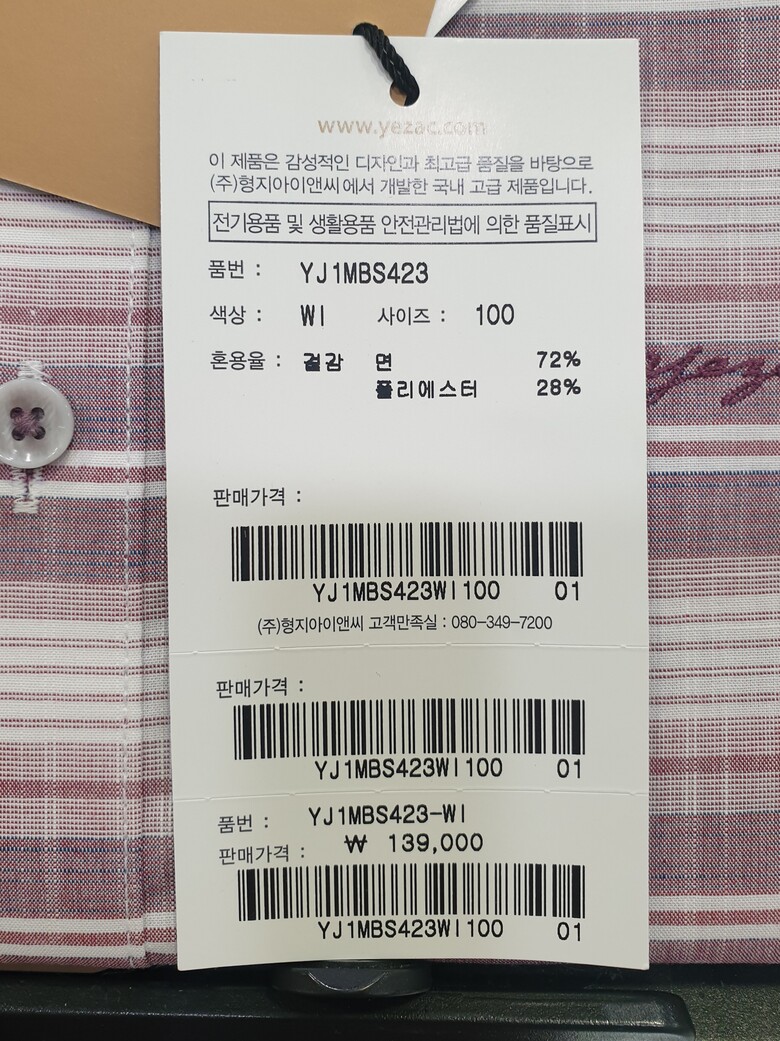 www.yezac.com
이 제품은 감성적인 디자인과 최고급 품질을 바탕으로
(주)형지아이앤씨에서 개발한 국내 고급 제품입니다.
전기용품 및 생활용품 안전관리법에 의한 품질표시
품번 : YJ1MBS423
색상 : WI 사이즈 : 100
혼용율 : 겉감 면 72%
폴리에스터 28%
판매가격 :
YJ1MBS423WI100 01
(주)형지아이앤씨 고객만족실 : 080-349-7200
판매가격 :
YJ1MBS423WI100 01
품번 : YJ1MBS423-WI
판매가격 : ₩ 139,000
YJ1MBS423WI100 01